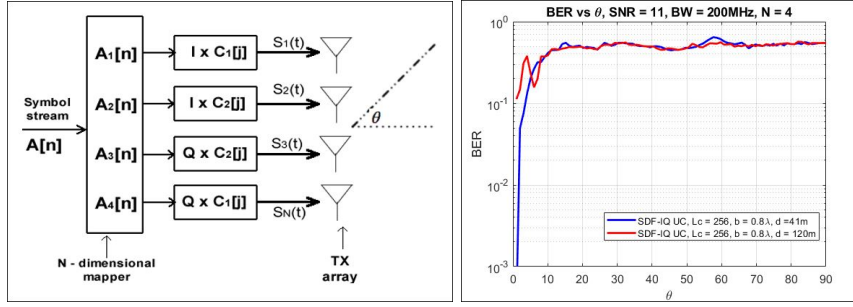 Symbol
stream
A[n]
A1[n]
A2[n]
A3[n]
A4[n]
I x C1[j]
I x C2[j]
Q x C2[j]
Q x C1[j]
S1(t)
S2(t)
S3(t)
SN(t)
θ
N - dimensional
mapper
TX
array
BER vs θ, SNR = 11, BW = 200MHz, N = 4
BER
10^0
10^-1
10^-2
10^-3
0 10 20 30 40 50 60 70 80 90
θ
SDF-IQ UC, Lc = 256, b = 0.8λ, d =41m
SDF-IQ UC, Lc = 256, b = 0.8λ, d = 120m